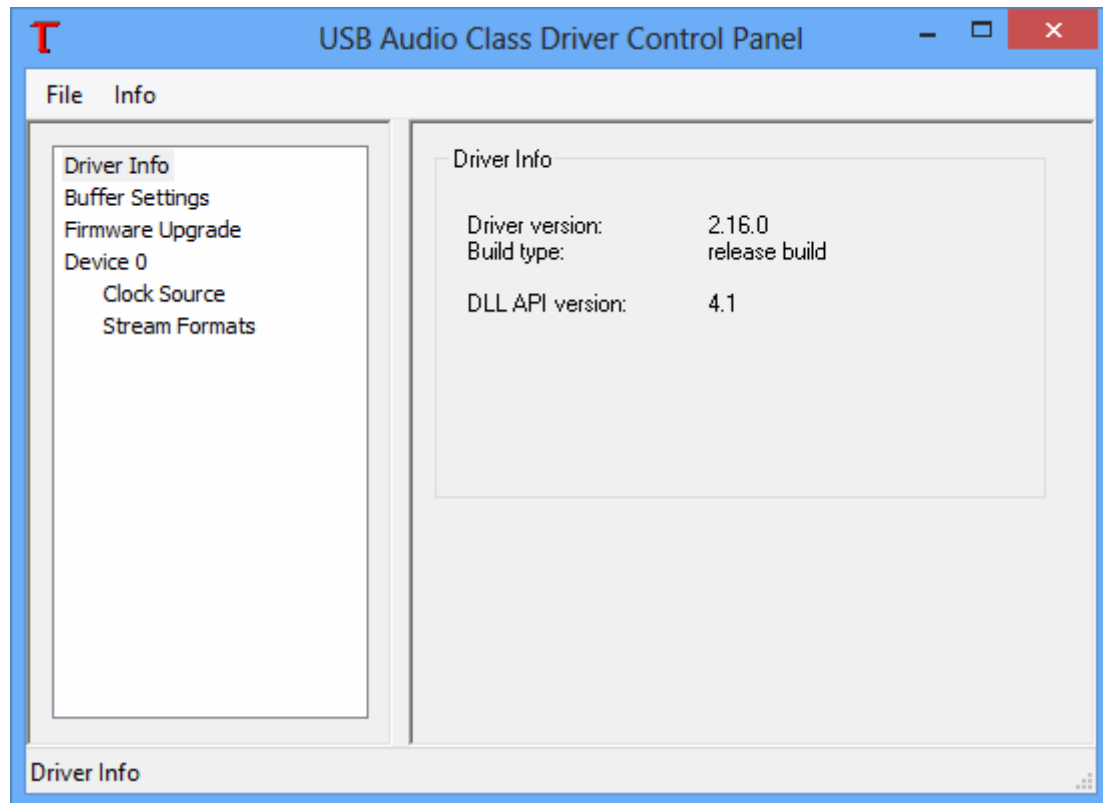 USB Audio Class Driver Control Panel
File Info
Driver Info
Buffer Settings
Firmware Upgrade
Device 0
Clock Source
Stream Formats
Driver Info
Driver version: 2.16.0
Build type: release build
DLL API version: 4.1
Driver Info